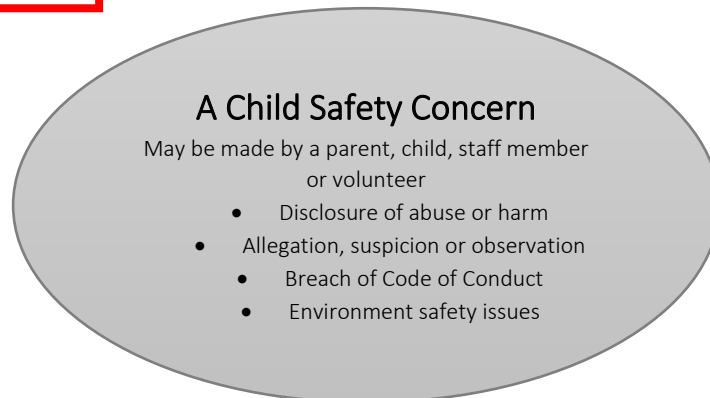 A Child Safety Concern
May be made by a parent, child, staff member
or volunteer
• Disclosure of abuse or harm
• Allegation, suspicion or observation
• Breach of Code of Conduct
• Environment safety issues